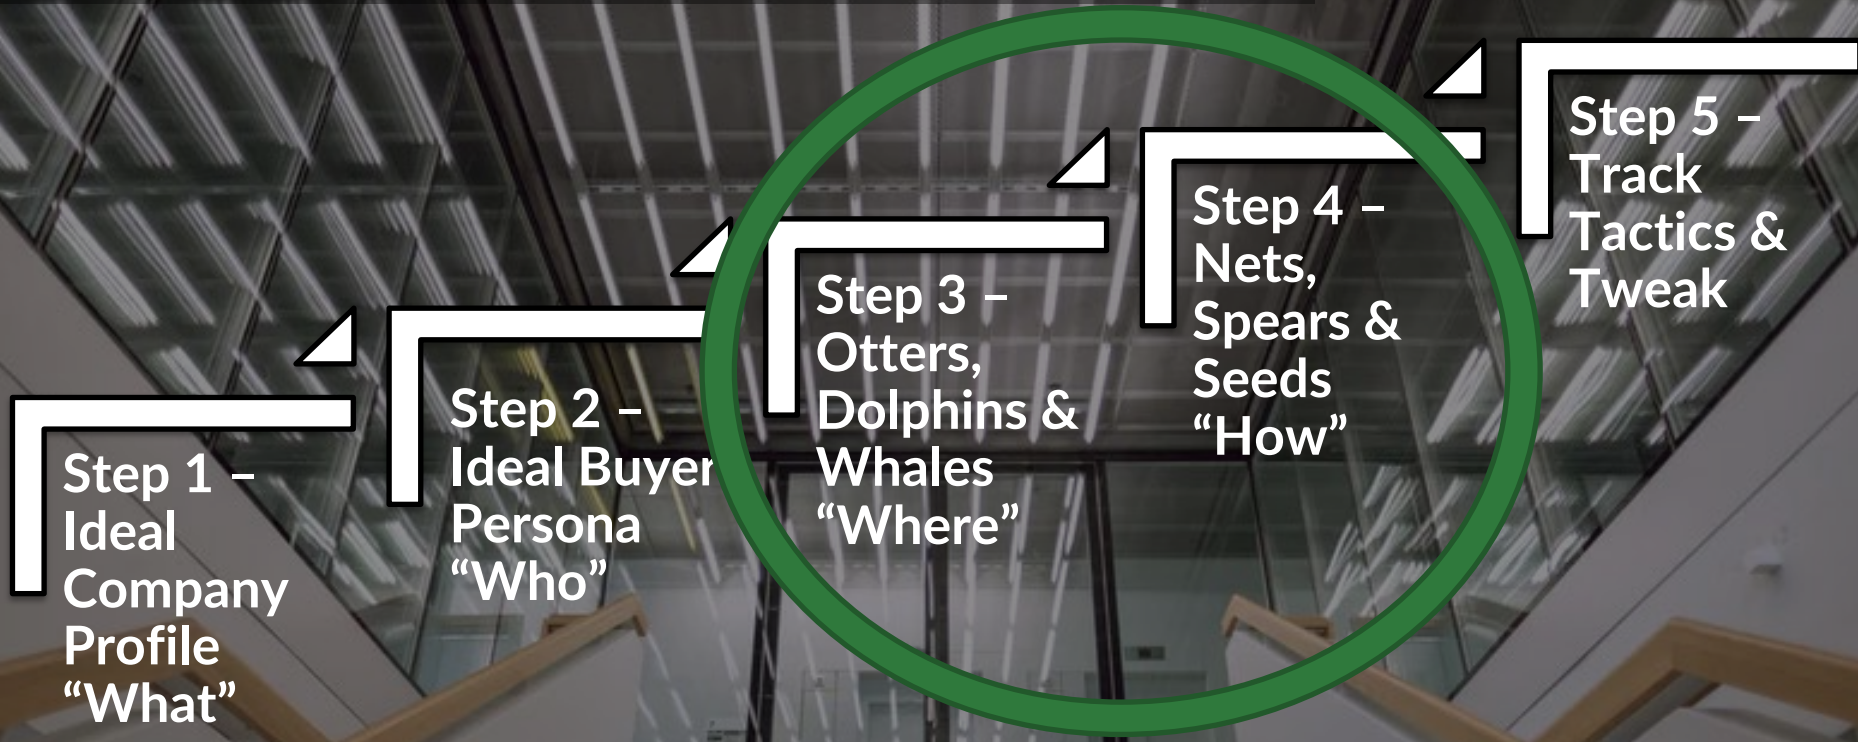 Step 1 –
Ideal
Company
Profile
“What”
Step 2 –
Ideal Buyer
Persona
“Who”
Step 3 –
Otters,
Dolphins &
Whales
“Where”
Step 4 –
Nets,
Spears &
Seeds
“How”
Step 5 –
Track
Tactics &
Tweak